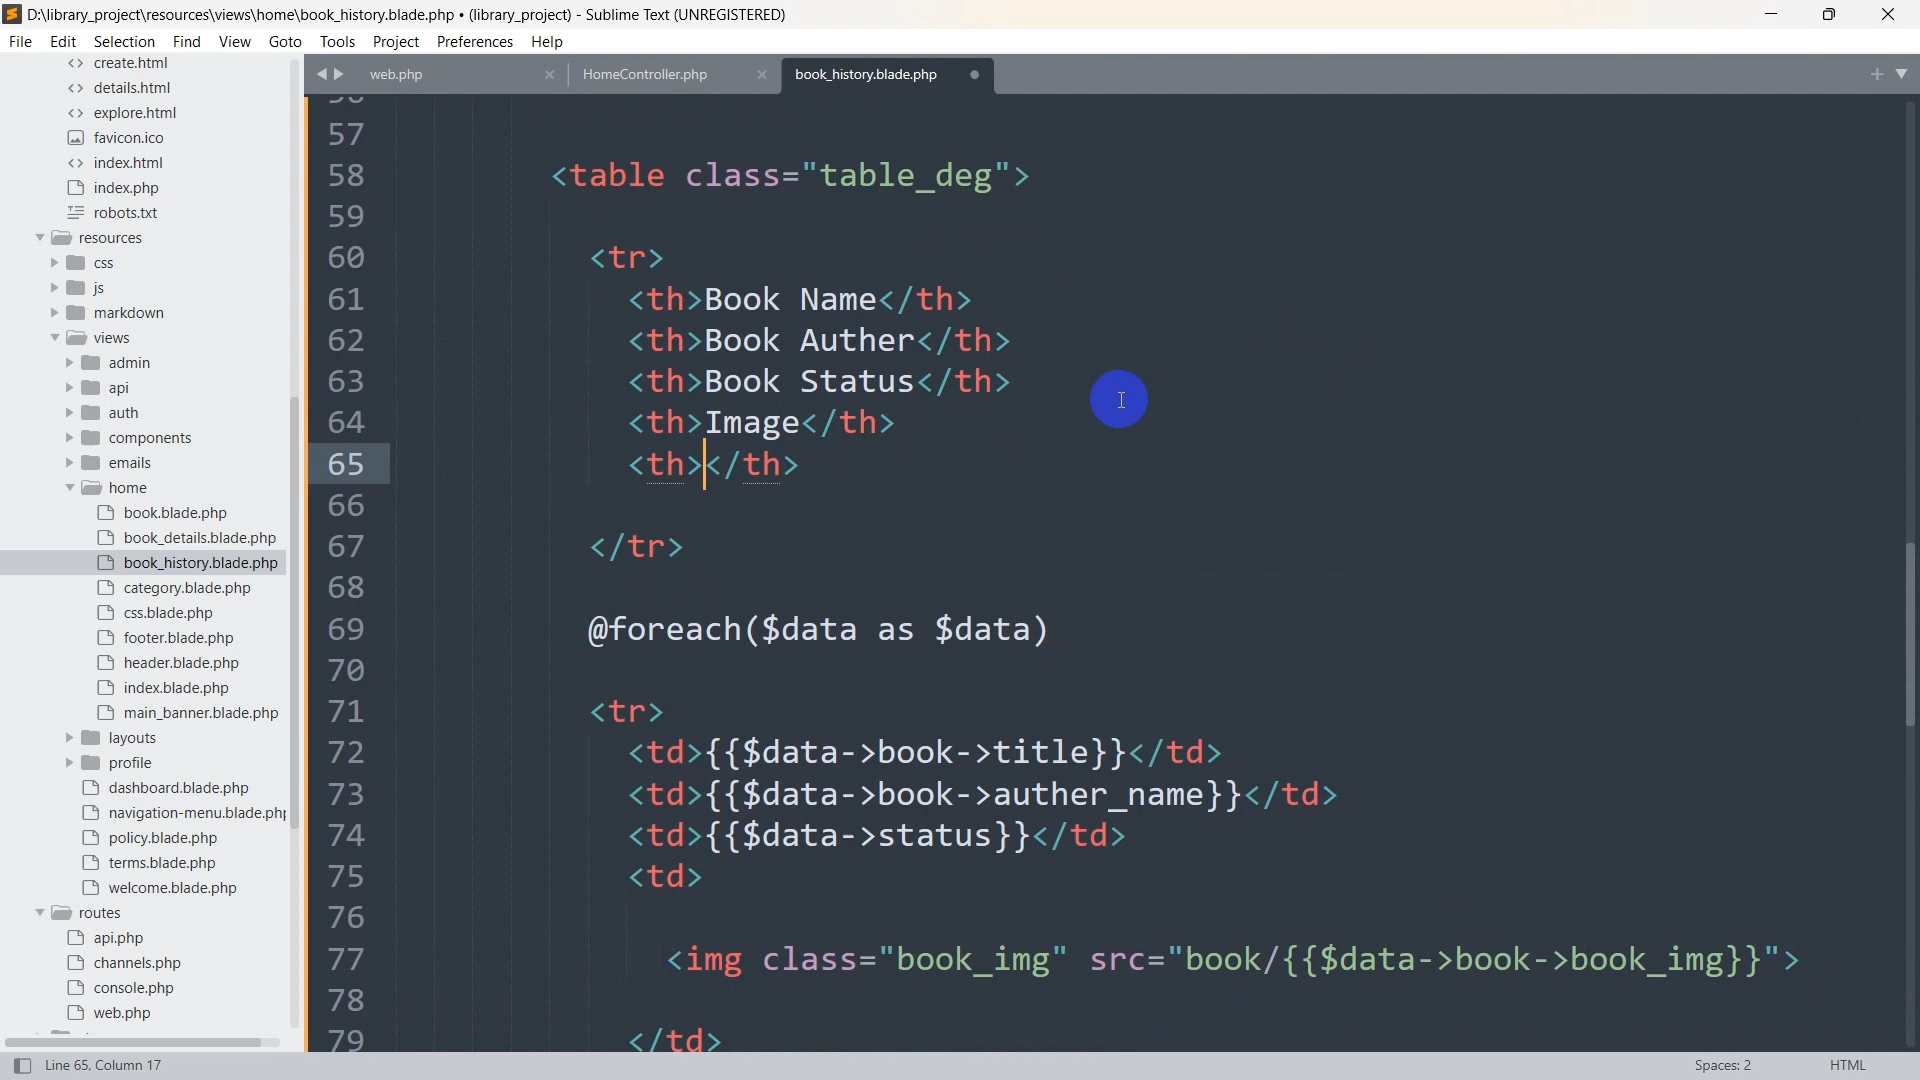 D:\library_project\resources\views\home\book_history.blade.php • (library_project) - Sublime Text (UNREGISTERED)
File Edit Selection Find View Goto Tools Project Preferences Help
create.html
details.html
explore.html
favicon.ico
index.html
index.php
robots.txt
resources
css
js
markdown
views
admin
api
auth
components
emails
home
book.blade.php
book_details.blade.php
book_history.blade.php
category.blade.php
css.blade.php
footer.blade.php
header.blade.php
index.blade.php
main_banner.blade.php
layouts
profile
dashboard.blade.php
navigation-menu.blade.php
policy.blade.php
terms.blade.php
welcome.blade.php
routes
api.php
channels.php
console.php
web.php
web.php HomeController.php book_history.blade.php
57
58 <table class="table_deg">
59
60 <tr>
61 <th>Book Name</th>
62 <th>Book Auther</th>
63 <th>Book Status</th>
64 <th>Image</th>
65 <th></th>
66
67 </tr>
68
69 @foreach($data as $data)
70
71 <tr>
72 <td>{{$data->book->title}}</td>
73 <td>{{$data->book->auther_name}}</td>
74 <td>{{$data->status}}</td>
75 <td>
76
77 <img class="book_img" src="book/{{$data->book->book_img}}">
78
79 </td>
Line 65, Column 17 Spaces: 2 HTML